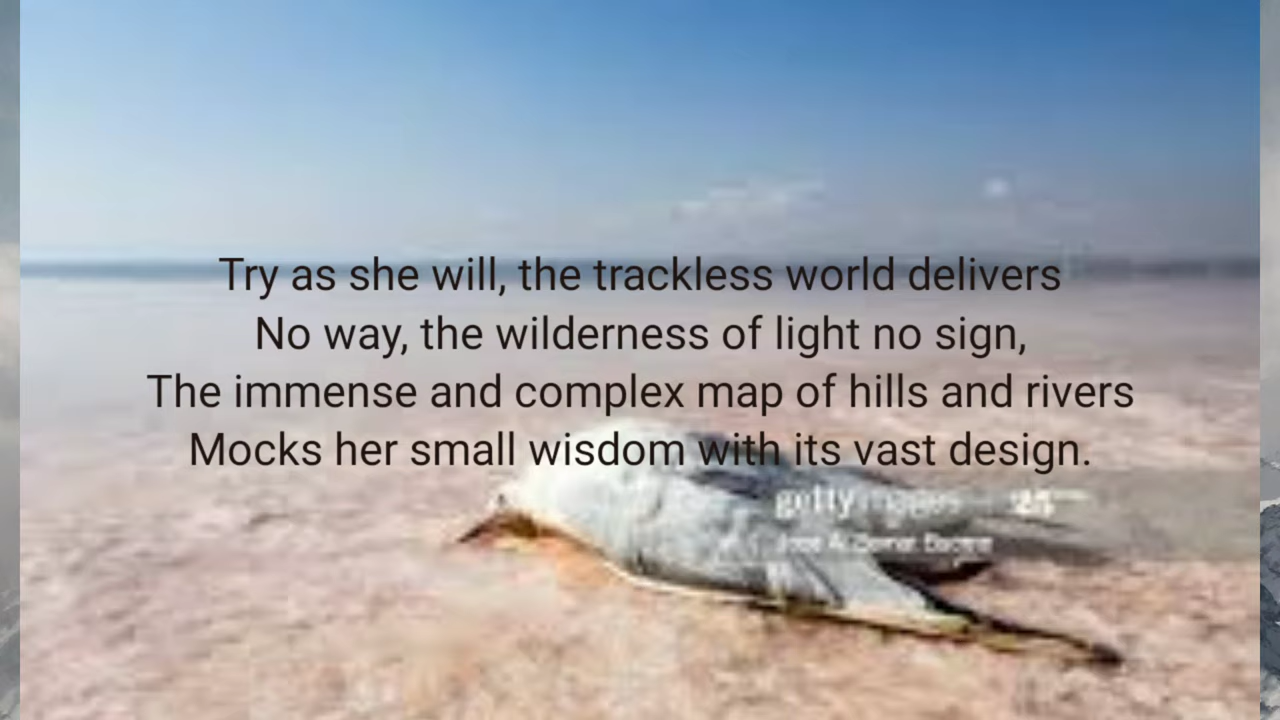 Try as she will, the trackless world delivers
No way, the wilderness of light no sign,
The immense and complex map of hills and rivers
Mocks her small wisdom with its vast design.
gettyimages